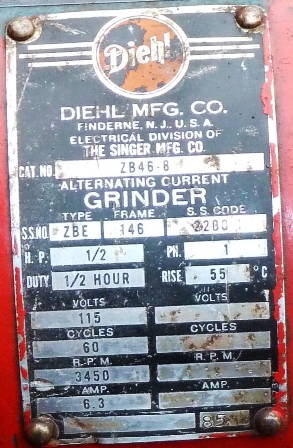 Diehl
DIEHL MFG. CO.
FINDERNE, N.J., U.S.A.
ELECTRICAL DIVISION OF
THE SINGER MFG. CO.
CAT. NO. ZB46-8
ALTERNATING CURRENT
GRINDER
TYPE FRAME S.S. CODE
S.S. NO. ZBE 146
H. P. 1/2 PH. 1
DUTY 1/2 HOUR RISE 55 °C
VOLTS VOLTS
115
CYCLES CYCLES
60
R.P.M. R.P.M.
3450
AMP. AMP.
6.3
85